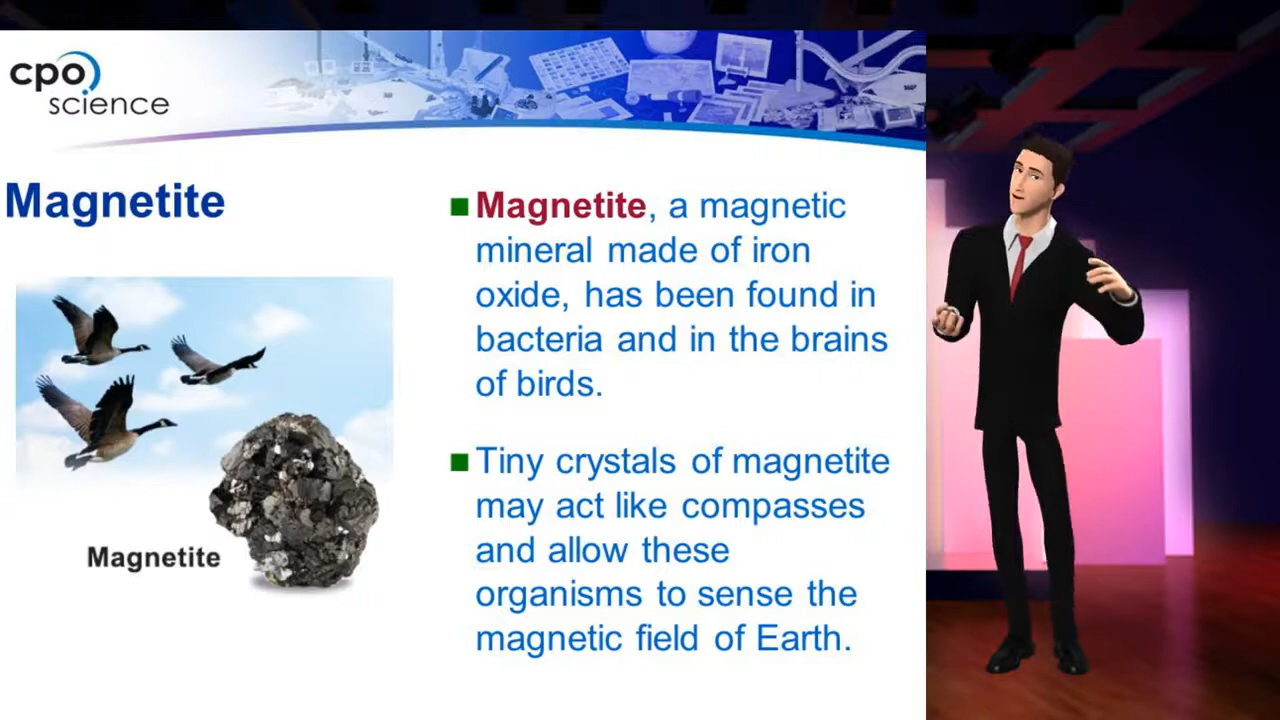 cpo
science
Magnetite
Magnetite, a magnetic
mineral made of iron
oxide, has been found in
bacteria and in the brains
of birds.
Tiny crystals of magnetite
may act like compasses
and allow these
organisms to sense the
magnetic field of Earth.
Magnetite